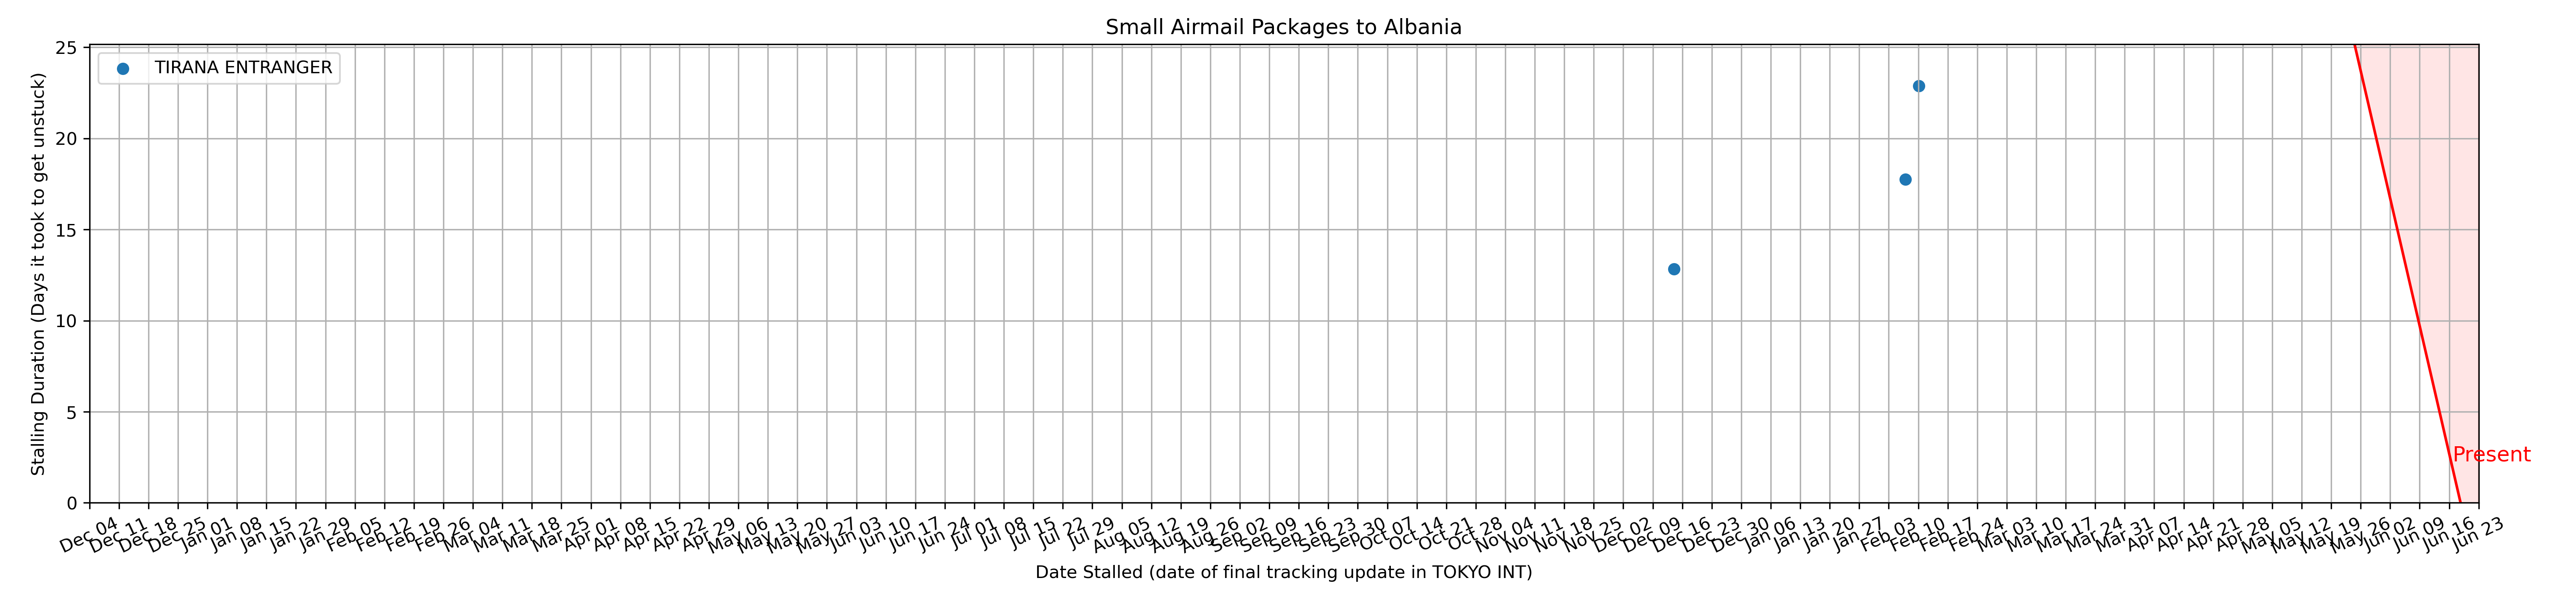 Small Airmail Packages to Albania
TIRANA ENTRANGER
Stalling Duration (Days it took to get unstuck)
25
20
15
10
5
0
Present
Dec 04
Dec 11
Dec 18
Dec 25
Jan 01
Jan 08
Jan 15
Jan 22
Jan 29
Feb 05
Feb 12
Feb 19
Feb 26
Mar 04
Mar 11
Mar 18
Mar 25
Apr 01
Apr 08
Apr 15
Apr 22
Apr 29
May 06
May 13
May 20
May 27
Jun 03
Jun 10
Jun 17
Jun 24
Jul 01
Jul 08
Jul 15
Jul 22
Jul 29
Aug 05
Aug 12
Aug 19
Aug 26
Sep 02
Sep 09
Sep 16
Sep 23
Sep 30
Oct 07
Oct 14
Oct 21
Oct 28
Nov 04
Nov 11
Nov 18
Nov 25
Dec 02
Dec 09
Dec 16
Dec 23
Dec 30
Jan 06
Jan 13
Jan 20
Jan 27
Feb 03
Feb 10
Feb 17
Feb 24
Mar 03
Mar 10
Mar 17
Mar 24
Mar 31
Apr 07
Apr 14
Apr 21
Apr 28
May 05
May 12
May 19
May 26
Jun 02
Jun 09
Jun 16
Jun 23
Date Stalled (date of final tracking update in TOKYO INT)